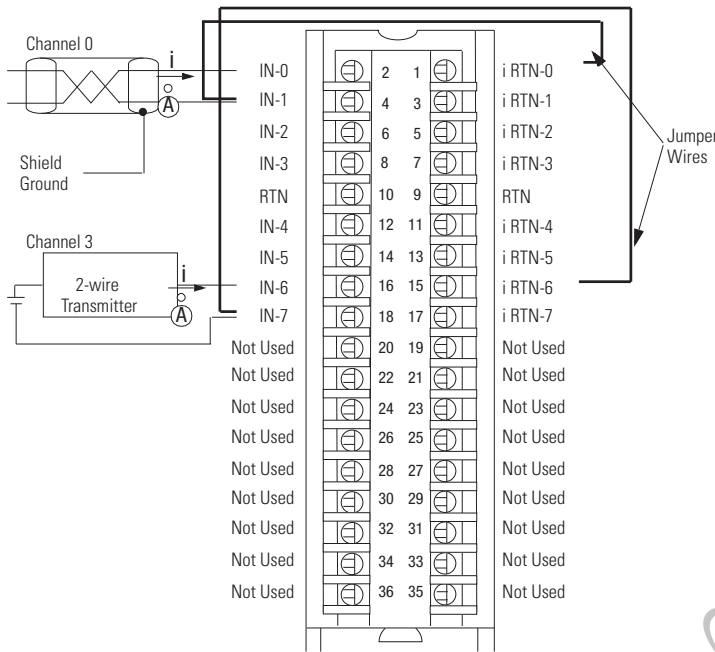 Channel 0
i
A
Shield
Ground
Channel 3
2-wire
Transmitter
i
A
Jumper
Wires
IN-0 2 1 i RTN-0
IN-1 4 3 i RTN-1
IN-2 6 5 i RTN-2
IN-3 8 7 i RTN-3
RTN 10 9 RTN
IN-4 12 11 i RTN-4
IN-5 14 13 i RTN-5
IN-6 16 15 i RTN-6
IN-7 18 17 i RTN-7
Not Used 20 19 Not Used
Not Used 22 21 Not Used
Not Used 24 23 Not Used
Not Used 26 25 Not Used
Not Used 28 27 Not Used
Not Used 30 29 Not Used
Not Used 32 31 Not Used
Not Used 34 33 Not Used
Not Used 36 35 Not Used